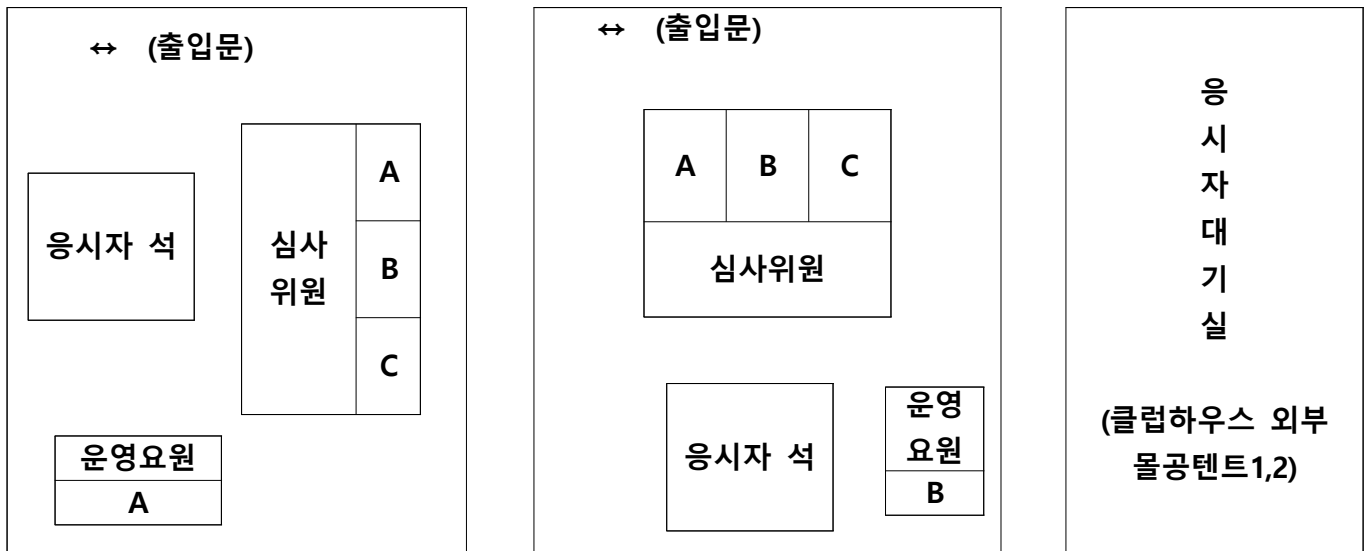 ↔ (출입문)
응시자 석
심사
위원
A
B
C
운영요원
A
↔ (출입문)
A B C
심사위원
응시자 석
운영
요원
B
응
시
자
대
기
실
(클럽하우스 외부
몰공텐트1,2)